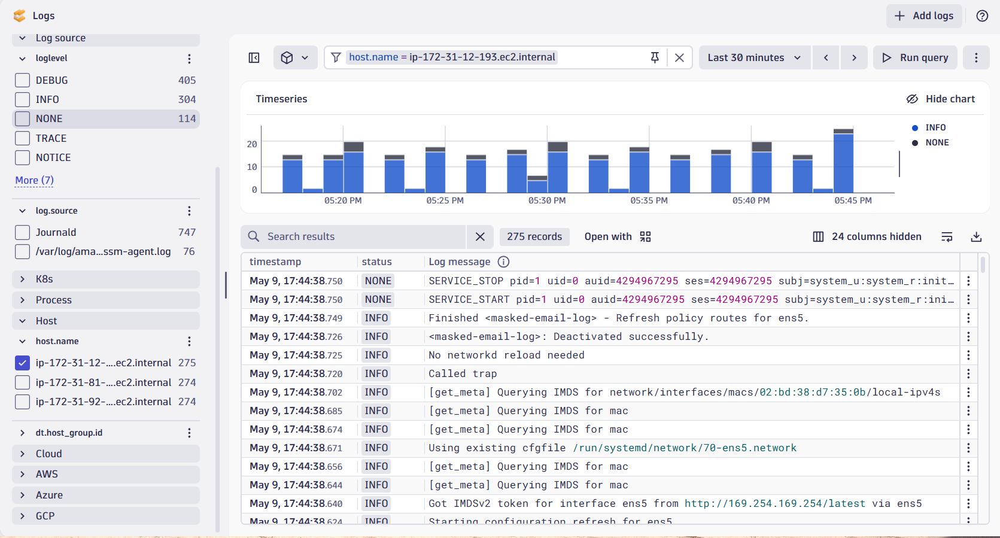 Logs
Add logs
Log source
loglevel
DEBUG 405
INFO 304
NONE 114
TRACE
NOTICE
More (7)
log.source
Journald 747
/var/log/ama...ssm-agent.log 76
K8s
Process
Host
host.name
ip-172-31-12-....ec2.internal 275
ip-172-31-81-....ec2.internal 274
ip-172-31-92-....ec2.internal 274
dt.host_group.id
Cloud
AWS
Azure
GCP
host.name = ip-172-31-12-193.ec2.internal
Last 30 minutes
Run query
Timeseries
Hide chart
20
10
0
05:20 PM 05:25 PM 05:30 PM 05:35 PM 05:40 PM 05:45 PM
INFO
NONE
Search results
275 records
Open with
24 columns hidden
timestamp status Log message
May 9, 17:44:38.750 NONE SERVICE_STOP pid=1 uid=0 auid=4294967295 ses=4294967295 subj=system_u:system_r:init...
May 9, 17:44:38.750 NONE SERVICE_START pid=1 uid=0 auid=4294967295 ses=4294967295 subj=system_u:system_r:ini...
May 9, 17:44:38.749 INFO Finished <masked-email-log> - Refresh policy routes for ens5.
May 9, 17:44:38.726 INFO <masked-email-log>: Deactivated successfully.
May 9, 17:44:38.725 INFO No networkd reload needed
May 9, 17:44:38.720 INFO Called trap
May 9, 17:44:38.702 INFO [get_meta] Querying IMDS for network/interfaces/macs/02:bd:38:d7:35:0b/local-ipv4s
May 9, 17:44:38.685 INFO [get_meta] Querying IMDS for mac
May 9, 17:44:38.674 INFO [get_meta] Querying IMDS for mac
May 9, 17:44:38.671 INFO Using existing cfgfile /run/systemd/network/70-ens5.network
May 9, 17:44:38.656 INFO [get_meta] Querying IMDS for mac
May 9, 17:44:38.644 INFO [get_meta] Querying IMDS for mac
May 9, 17:44:38.640 INFO Got IMDSv2 token for interface ens5 from http://169.254.169.254/latest via ens5
May 9, 17:44:38.624 INFO Starting configuration refresh for ens5